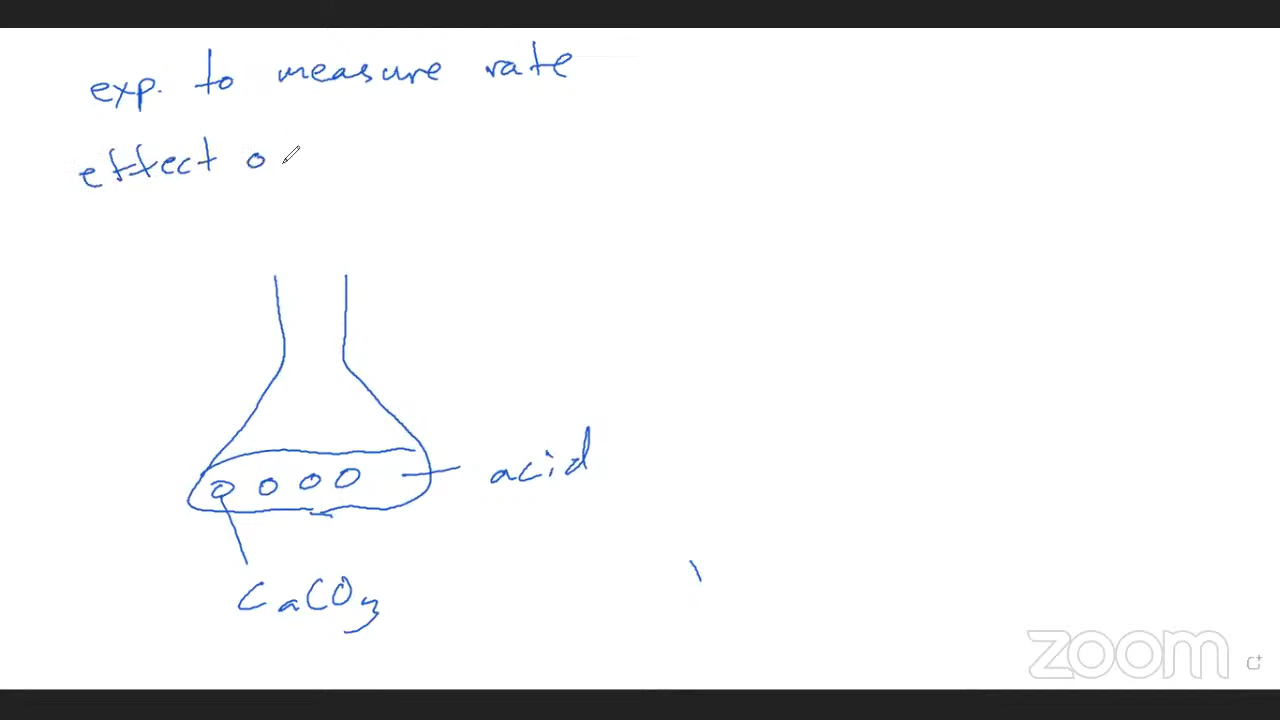 exp. to measure rate
effect o
acid
CaCO3
zoom